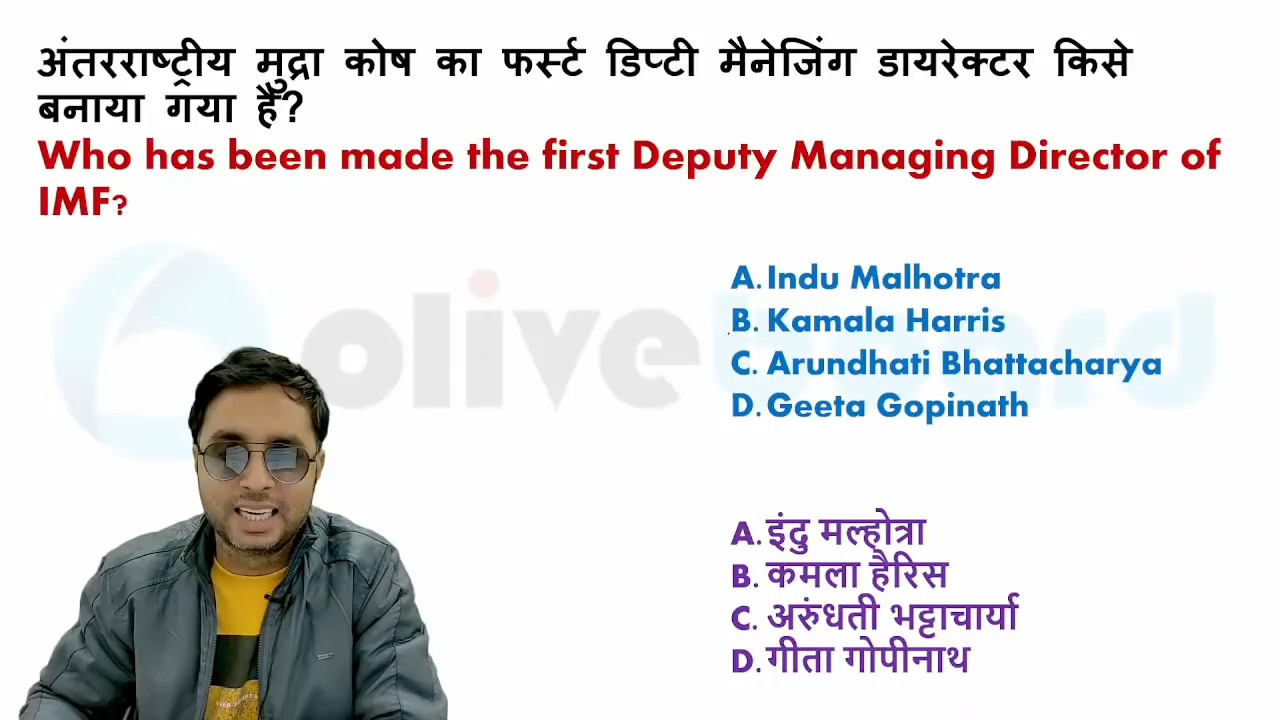 अंतरराष्ट्रीय मुद्रा कोष का फर्स्ट डिप्टी मैनेजिंग डायरेक्टर किसे
बनाया गया है?
Who has been made the first Deputy Managing Director of
IMF?
oliveboard
A. Indu Malhotra
B. Kamala Harris
C. Arundhati Bhattacharya
D. Geeta Gopinath
A. इंदु मल्होत्रा
B. कमला हैरिस
C. अरुंधती भट्टाचार्या
D. गीता गोपीनाथ